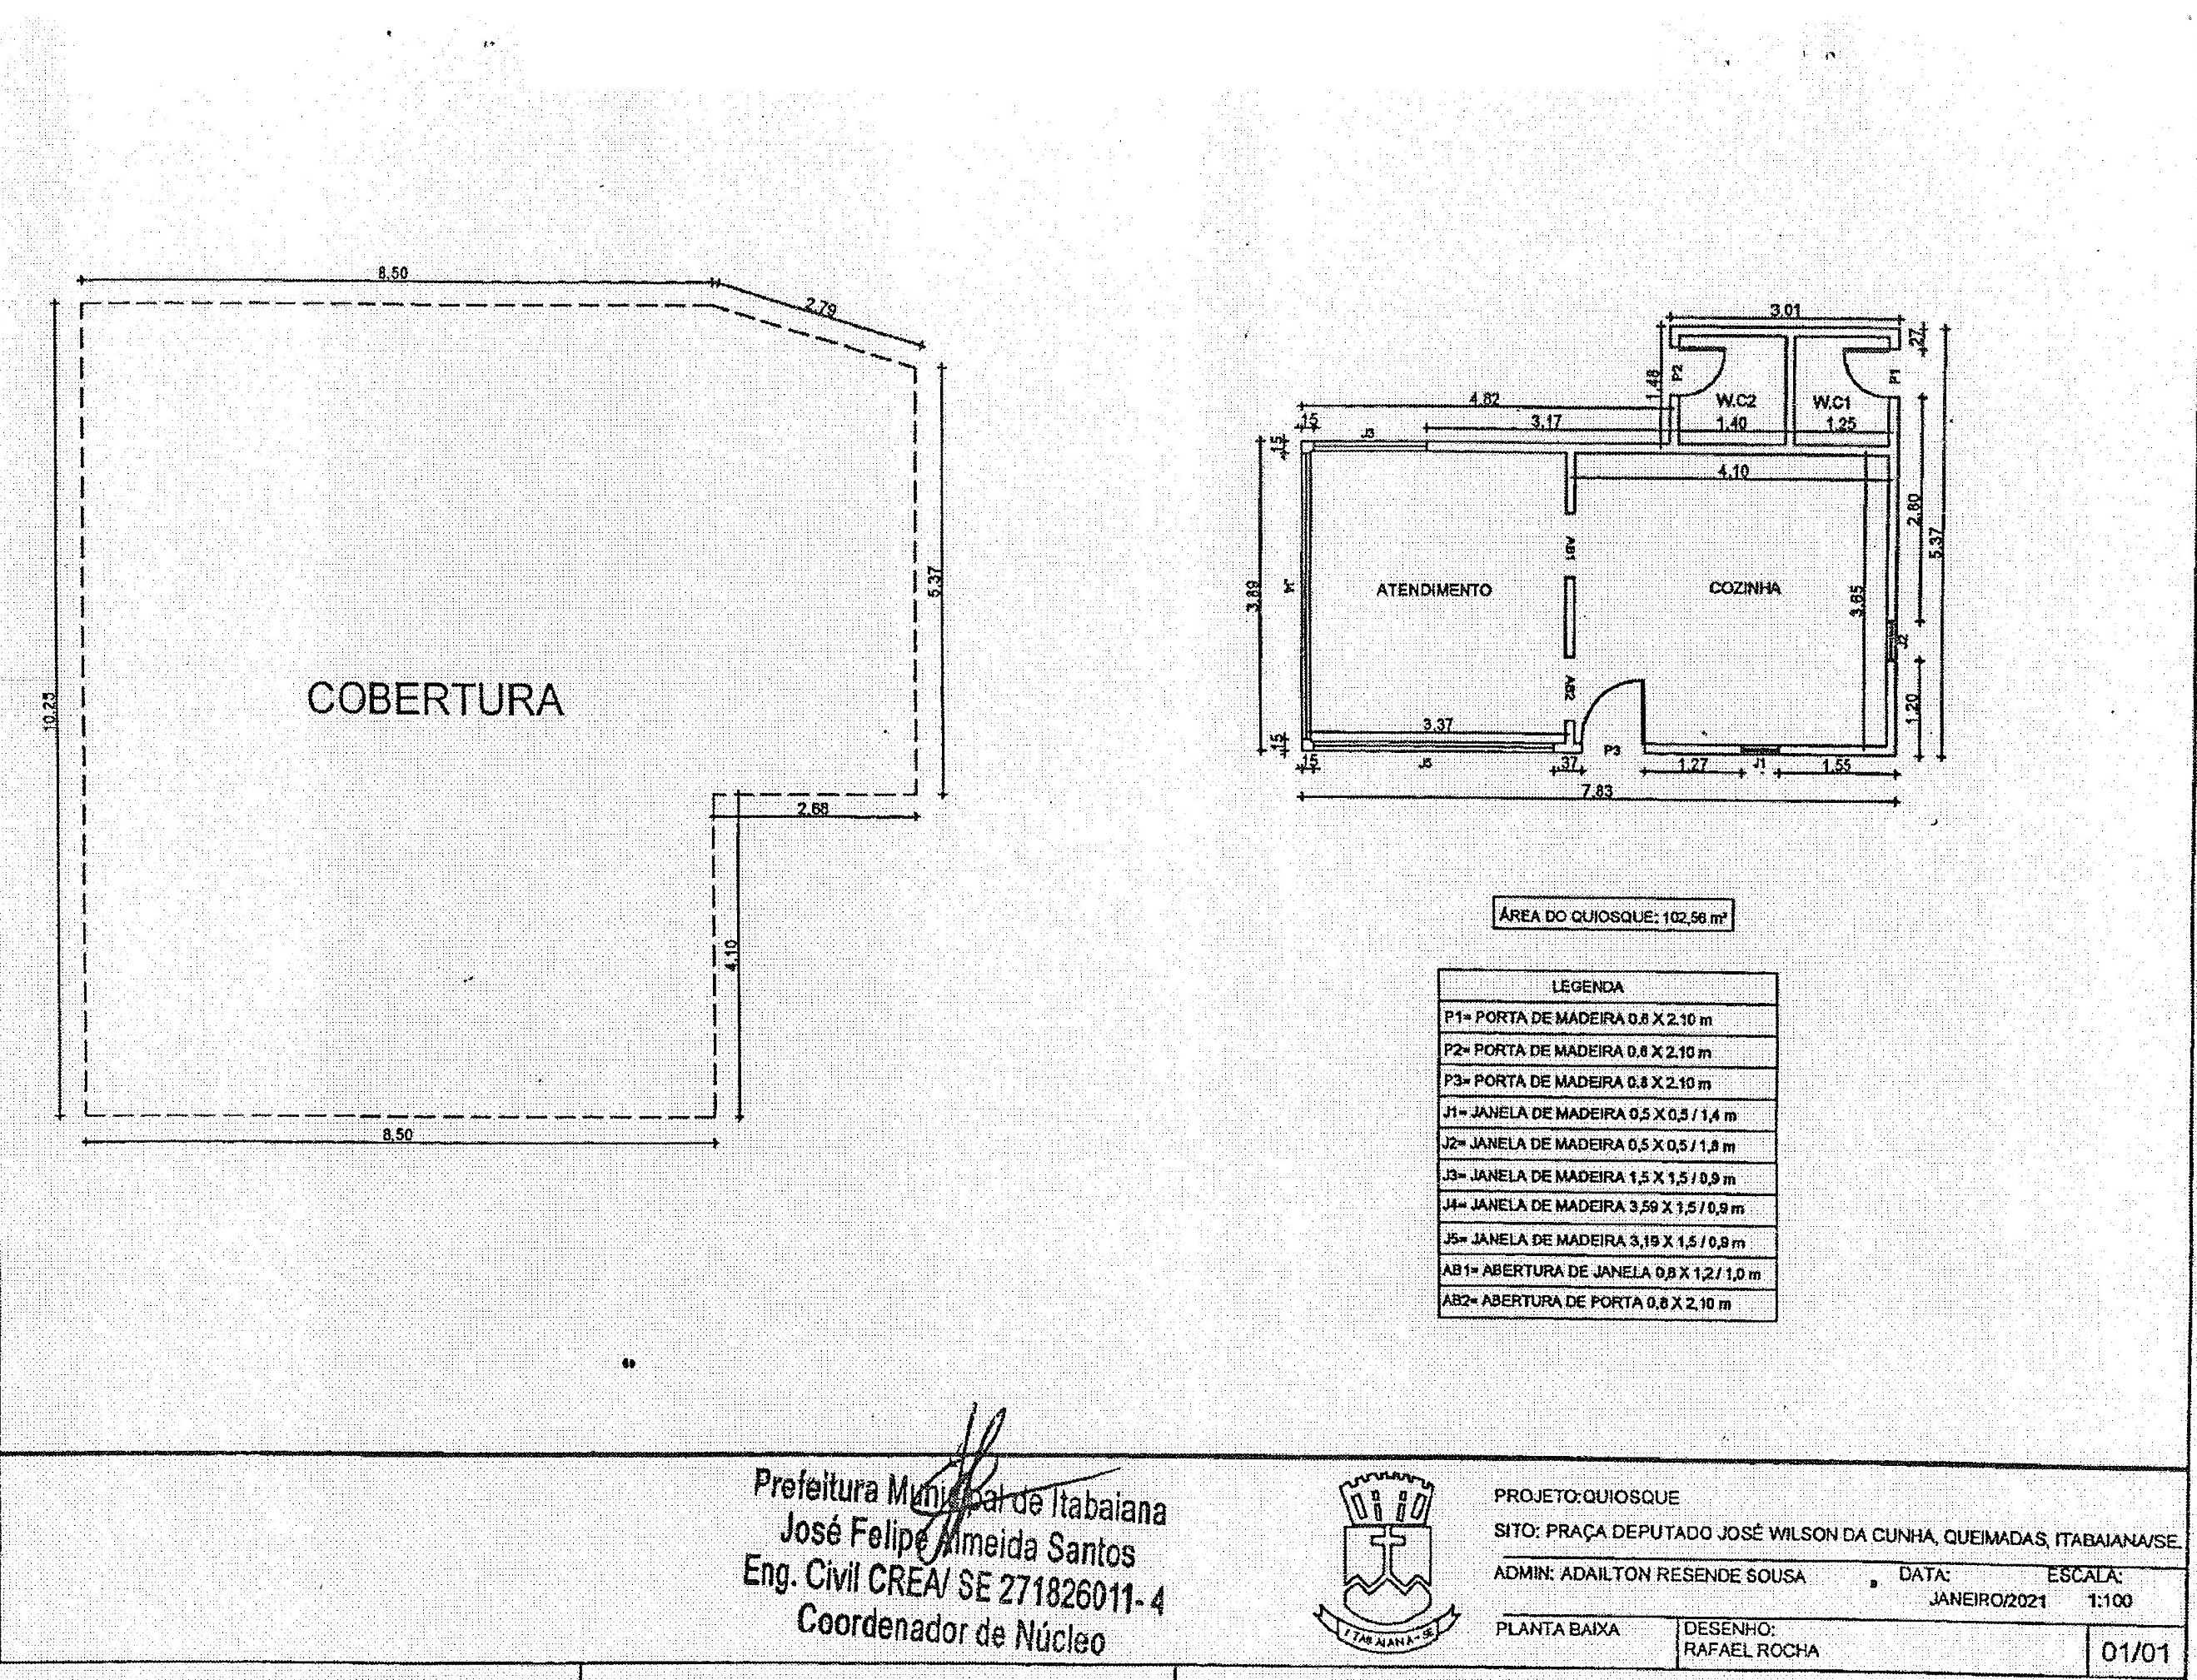 8,50
2,79
10,25
5,37
COBERTURA
2,68
4,10
8,50
3,01
27
P2
P1
1,48
W.C2
W.C1
4,82
15
3,17
1,40
1,25
J3
15
4,10
2,80
5,37
AB1
3,89
J4
ATENDIMENTO
COZINHA
3,65
J2
AB2
1,20
3,37
15
P3
15
J5
,37
1,27
J1
1,55
7,83
ÁREA DO QUIOSQUE: 102,56 m²
LEGENDA
P1= PORTA DE MADEIRA 0.6 X 2.10 m
P2= PORTA DE MADEIRA 0,6 X 2.10 m
P3= PORTA DE MADEIRA 0.8 X 2.10 m
J1= JANELA DE MADEIRA 0,5 X 0,5 / 1,4 m
J2= JANELA DE MADEIRA 0,5 X 0,5 / 1,8 m
J3= JANELA DE MADEIRA 1,5 X 1,5 / 0,9 m
J4= JANELA DE MADEIRA 3,59 X 1,5 / 0,9 m
J5= JANELA DE MADEIRA 3,19 X 1,5 / 0,9 m
AB1= ABERTURA DE JANELA 0,8 X 1,2 / 1,0 m
AB2= ABERTURA DE PORTA 0,8 X 2,10 m
Prefeitura Municipal de Itabaiana
José Felipe Almeida Santos
Eng. Civil CREA/ SE 271826011-4
Coordenador de Núcleo
ITABAIANA-SE
PROJETO:QUIOSQUE
SITO: PRAÇA DEPUTADO JOSÉ WILSON DA CUNHA, QUEIMADAS, ITABAIANA/SE.
ADMIN: ADAILTON RESENDE SOUSA
DATA:
JANEIRO/2021
ESCALA:
1:100
PLANTA BAIXA
DESENHO:
RAFAEL ROCHA
01/01